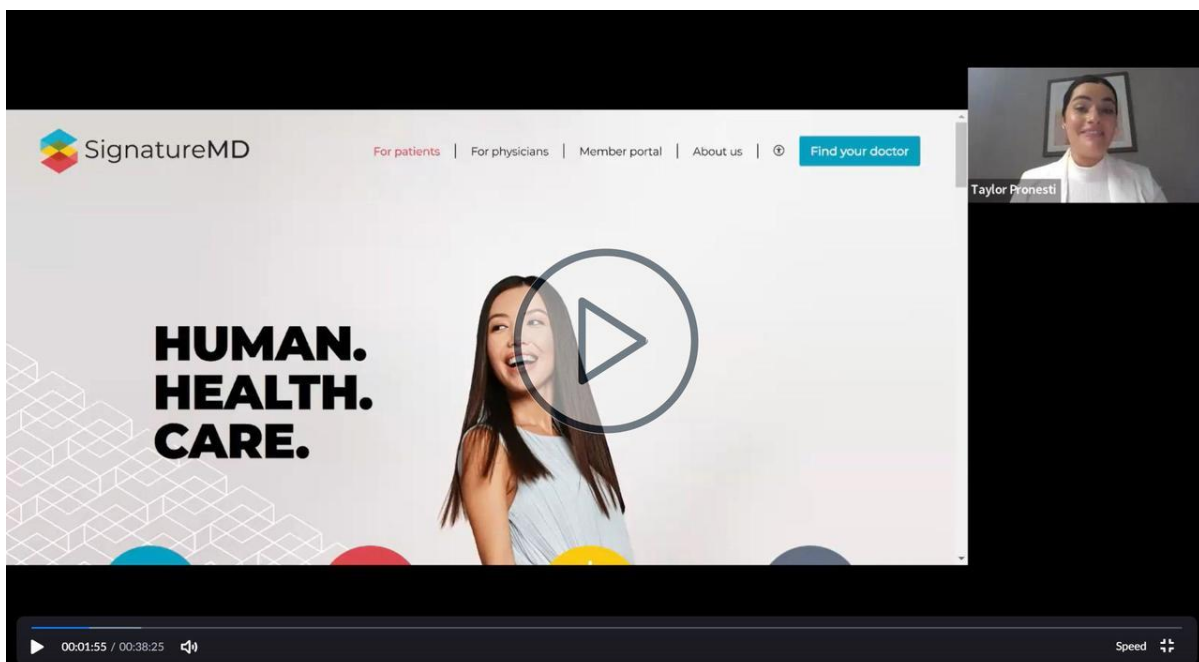 SignatureMD
For patients | For physicians | Member portal | About us | Find your doctor
Taylor Pronesti
HUMAN.
HEALTH.
CARE.
00:01:55 / 00:38:25
Speed